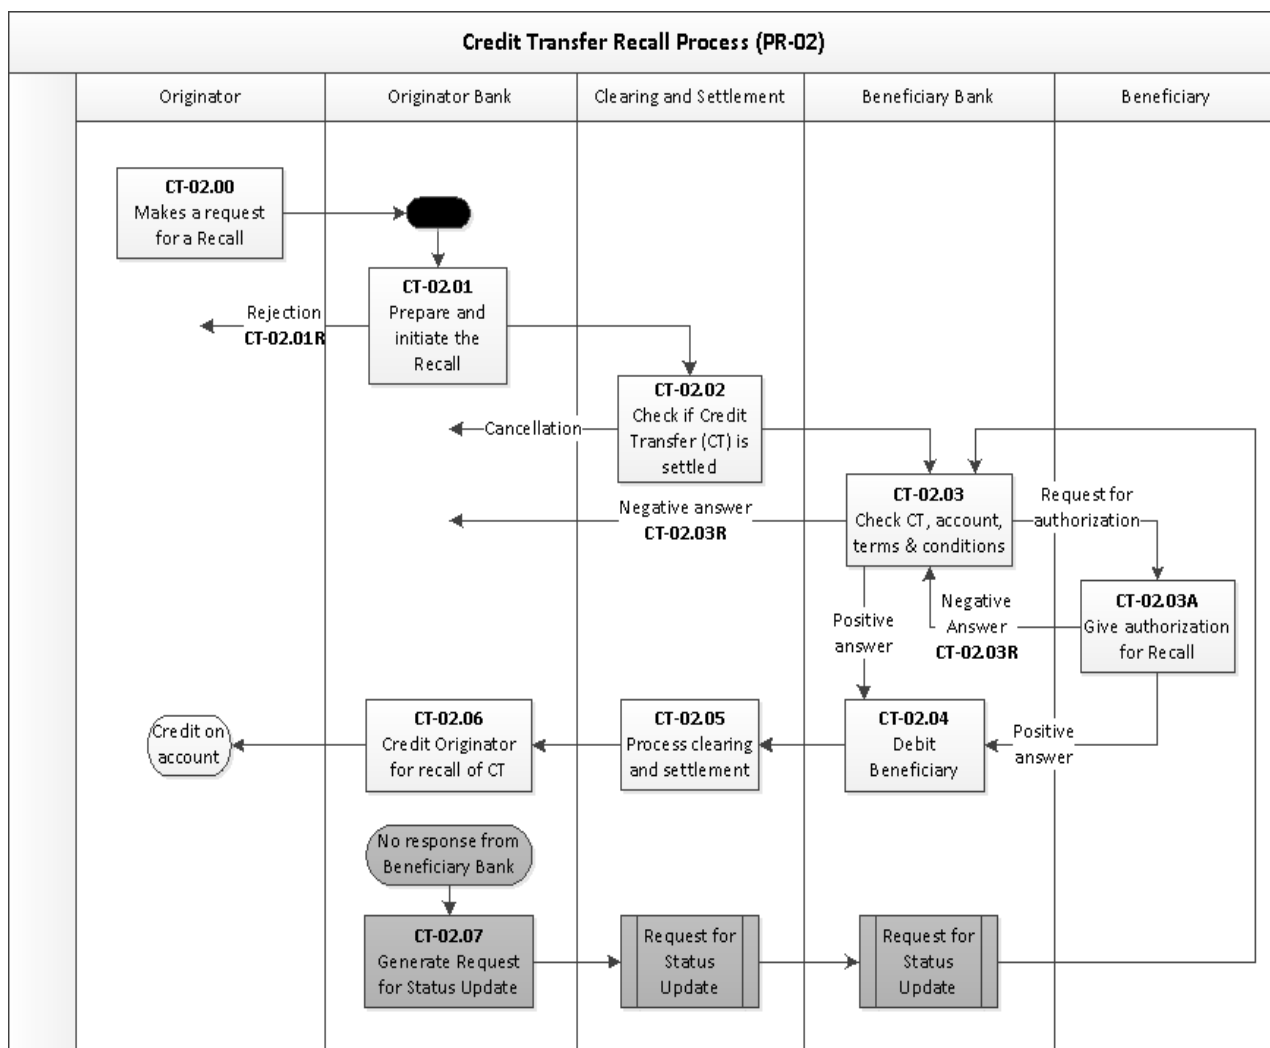 Credit Transfer Recall Process (PR-02)
Originator
Originator Bank
Clearing and Settlement
Beneficiary Bank
Beneficiary
CT-02.00
Makes a request
for a Recall
CT-02.01
Prepare and
initiate the
Recall
Rejection
CT-02.01R
CT-02.02
Check if Credit
Transfer (CT) is
settled
Cancellation
CT-02.03
Check CT, account,
terms & conditions
Request for
authorization
Negative answer
CT-02.03R
CT-02.03A
Give authorization
for Recall
Negative
Answer
CT-02.03R
Positive
answer
CT-02.04
Debit
Beneficiary
Positive
answer
CT-02.05
Process clearing
and settlement
CT-02.06
Credit Originator
for recall of CT
Credit on
account
No response from
Beneficiary Bank
CT-02.07
Generate Request
for Status Update
Request for
Status
Update
Request for
Status
Update